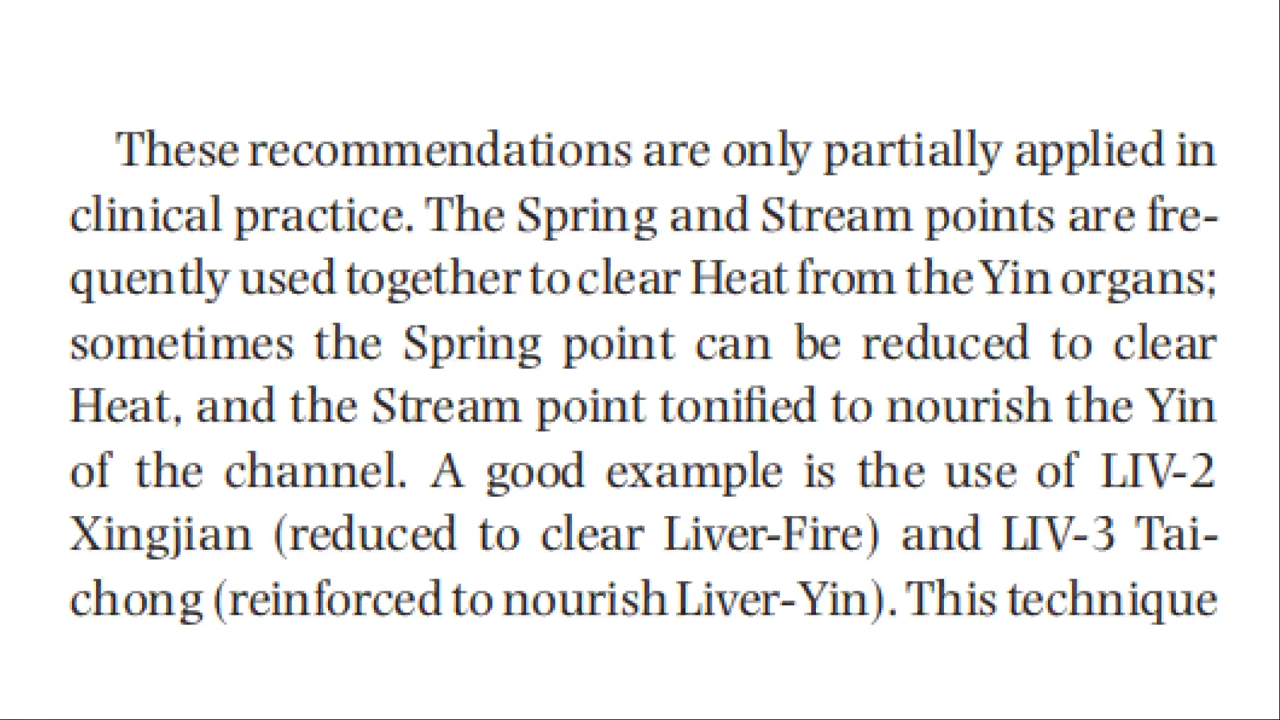 These recommendations are only partially applied in
clinical practice. The Spring and Stream points are fre-
quently used together to clear Heat from the Yin organs;
sometimes the Spring point can be reduced to clear
Heat, and the Stream point tonified to nourish the Yin
of the channel. A good example is the use of LIV-2
Xingjian (reduced to clear Liver-Fire) and LIV-3 Tai-
chong (reinforced to nourish Liver-Yin). This technique